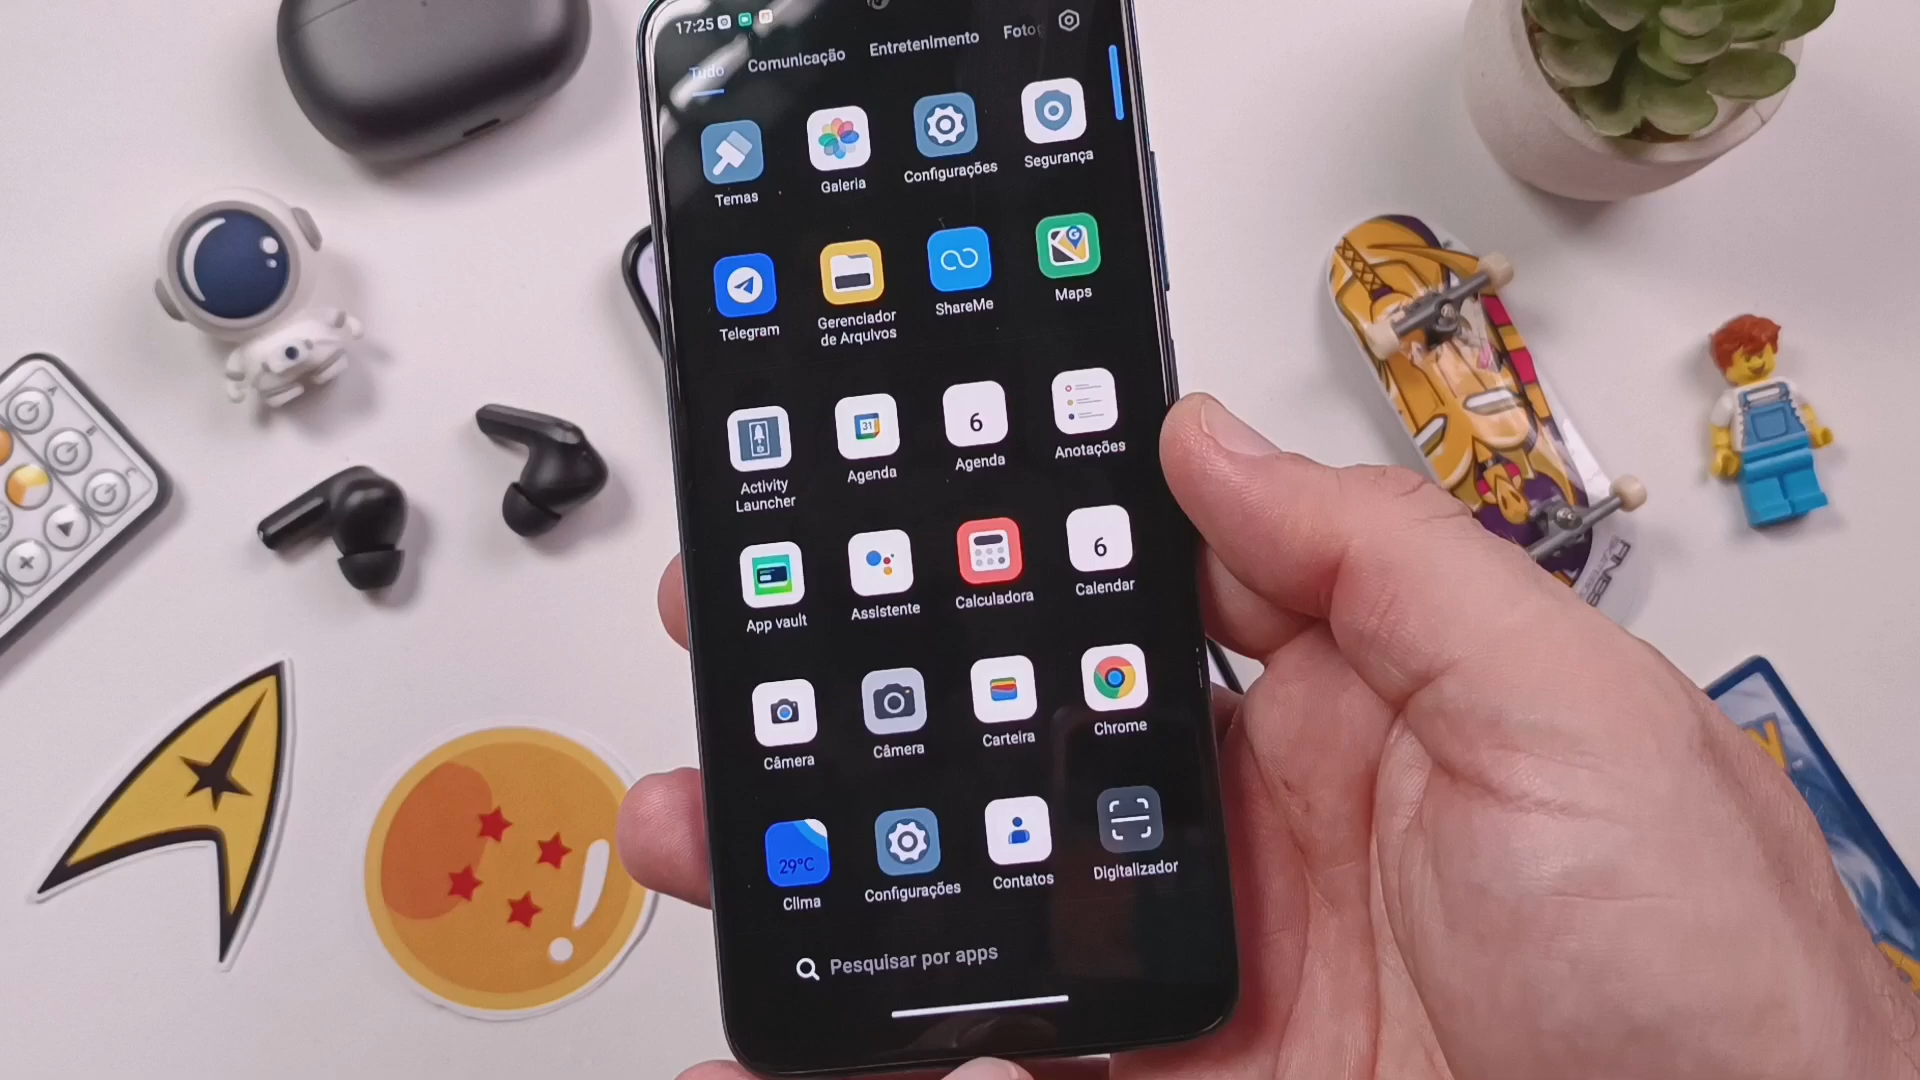 17:25
Tudo Comunicação Entretenimento Foto
Temas Galeria Configurações Segurança
Telegram Gerenciador de Arquivos ShareMe Maps
Activity Launcher Agenda Agenda Anotações
31 6
App vault Assistente Calculadora Calendar
6
Câmera Câmera Carteira Chrome
29°C
Clima Configurações Contatos Digitalizador
Pesquisar por apps